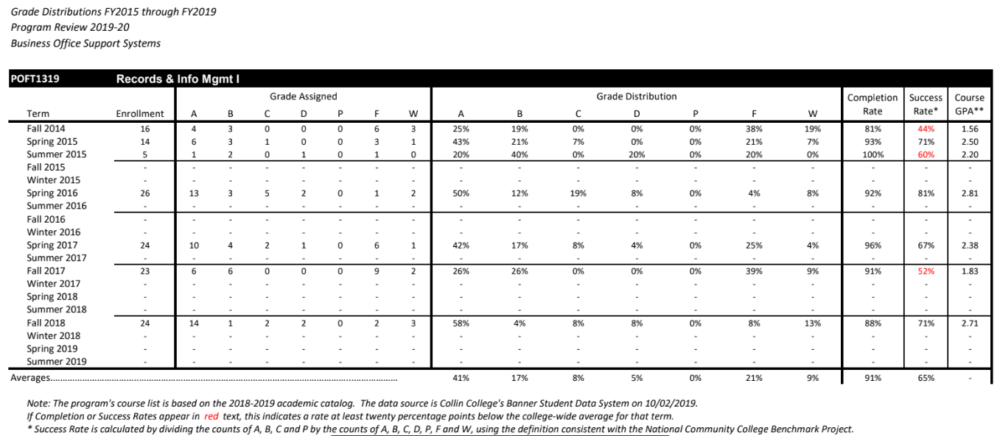 Grade Distributions FY2015 through FY2019
Program Review 2019-20
Business Office Support Systems
POFT1319 Records & Info Mgmt I
Grade Assigned Grade Distribution Completion Success Course
Term Enrollment A B C D P F W A B C D P F W Rate Rate* GPA**
Fall 2014 16 4 3 0 0 0 6 3 25% 19% 0% 0% 0% 38% 19% 81% 44% 1.56
Spring 2015 14 6 3 1 0 0 3 1 43% 21% 7% 0% 0% 21% 7% 93% 71% 2.50
Summer 2015 5 1 2 0 1 0 1 0 20% 40% 0% 20% 0% 20% 0% 100% 60% 2.20
Fall 2015 - - - - - - - - - - - - - - - - - -
Winter 2015 - - - - - - - - - - - - - - - - - -
Spring 2016 26 13 3 5 2 0 1 2 50% 12% 19% 8% 0% 4% 8% 92% 81% 2.81
Summer 2016 - - - - - - - - - - - - - - - - - -
Fall 2016 - - - - - - - - - - - - - - - - - -
Winter 2016 - - - - - - - - - - - - - - - - - -
Spring 2017 24 10 4 2 1 0 6 1 42% 17% 8% 4% 0% 25% 4% 96% 67% 2.38
Summer 2017 - - - - - - - - - - - - - - - - - -
Fall 2017 23 6 6 0 0 0 9 2 26% 26% 0% 0% 0% 39% 9% 91% 52% 1.83
Winter 2017 - - - - - - - - - - - - - - - - - -
Spring 2018 - - - - - - - - - - - - - - - - - -
Summer 2018 - - - - - - - - - - - - - - - - - -
Fall 2018 24 14 1 2 2 0 2 3 58% 4% 8% 8% 0% 8% 13% 88% 71% 2.71
Winter 2018 - - - - - - - - - - - - - - - - - -
Spring 2019 - - - - - - - - - - - - - - - - - -
Summer 2019 - - - - - - - - - - - - - - - - - -
Averages........................................................................ 41% 17% 8% 5% 0% 21% 9% 91% 65% -
Note: The program's course list is based on the 2018-2019 academic catalog. The data source is Collin College's Banner Student Data System on 10/02/2019.
If Completion or Success Rates appear in red text, this indicates a rate at least twenty percentage points below the college-wide average for that term.
* Success Rate is calculated by dividing the counts of A, B, C and P by the counts of A, B, C, D, P, F and W, using the definition consistent with the National Community College Benchmark Project.